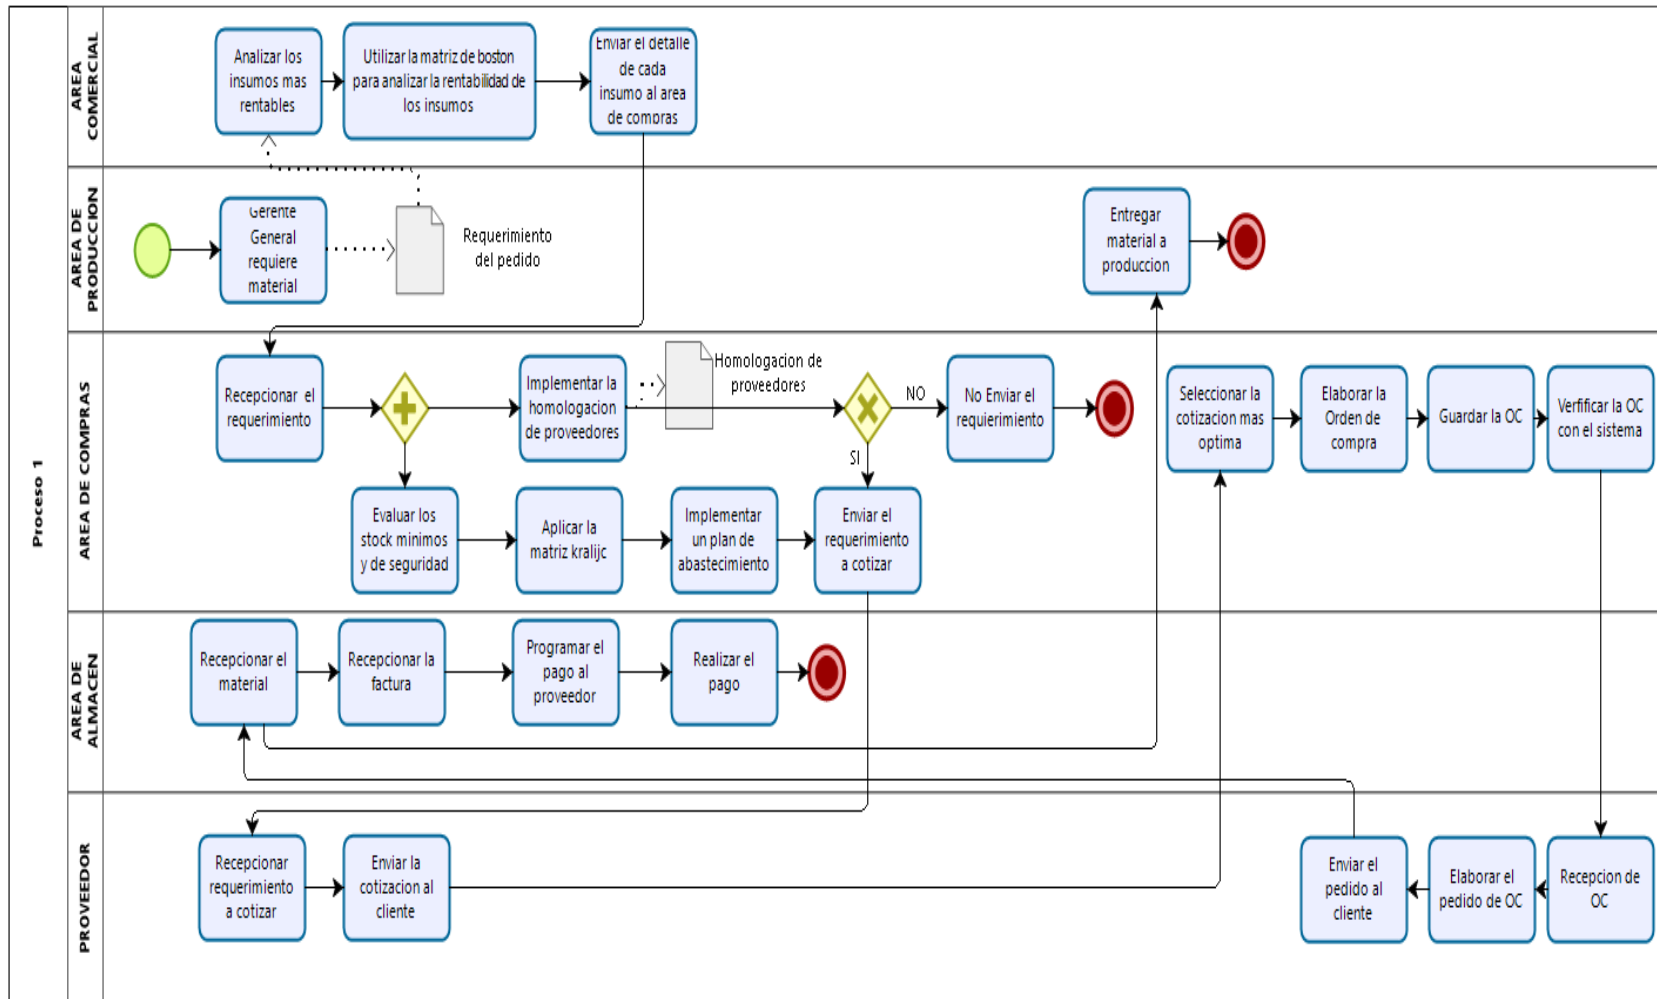 Proceso 1
AREA
COMERCIAL
Analizar los
insumos mas
rentables
Utilizar la matriz de boston
para analizar la rentabilidad de
los insumos
Enviar el detalle
de cada
insumo al area
de compras
AREA DE
PRODUCCION
Gerente
General
requiere
material
Requerimiento
del pedido
Entregar
material a
produccion
AREA DE COMPRAS
Recepcionar el
requerimiento
Implementar la
homologacion
de proveedores
Homologacion de
proveedores
NO
SI
No Enviar el
requierimiento
Seleccionar la
cotizacion mas
optima
Elaborar la
Orden de
compra
Guardar la OC
Verfificar la OC
con el sistema
Evaluar los
stock minimos
y de seguridad
Aplicar la
matriz kralijc
Implementar
un plan de
abastecimiento
Enviar el
requerimiento
a cotizar
AREA DE
ALMACEN
Recepcionar el
material
Recepcionar la
factura
Programar el
pago al
proveedor
Realizar el
pago
PROVEEDOR
Recepcionar
requerimiento
a cotizar
Enviar la
cotizacion al
cliente
Enviar el
pedido al
cliente
Elaborar el
pedido de OC
Recepcion de
OC